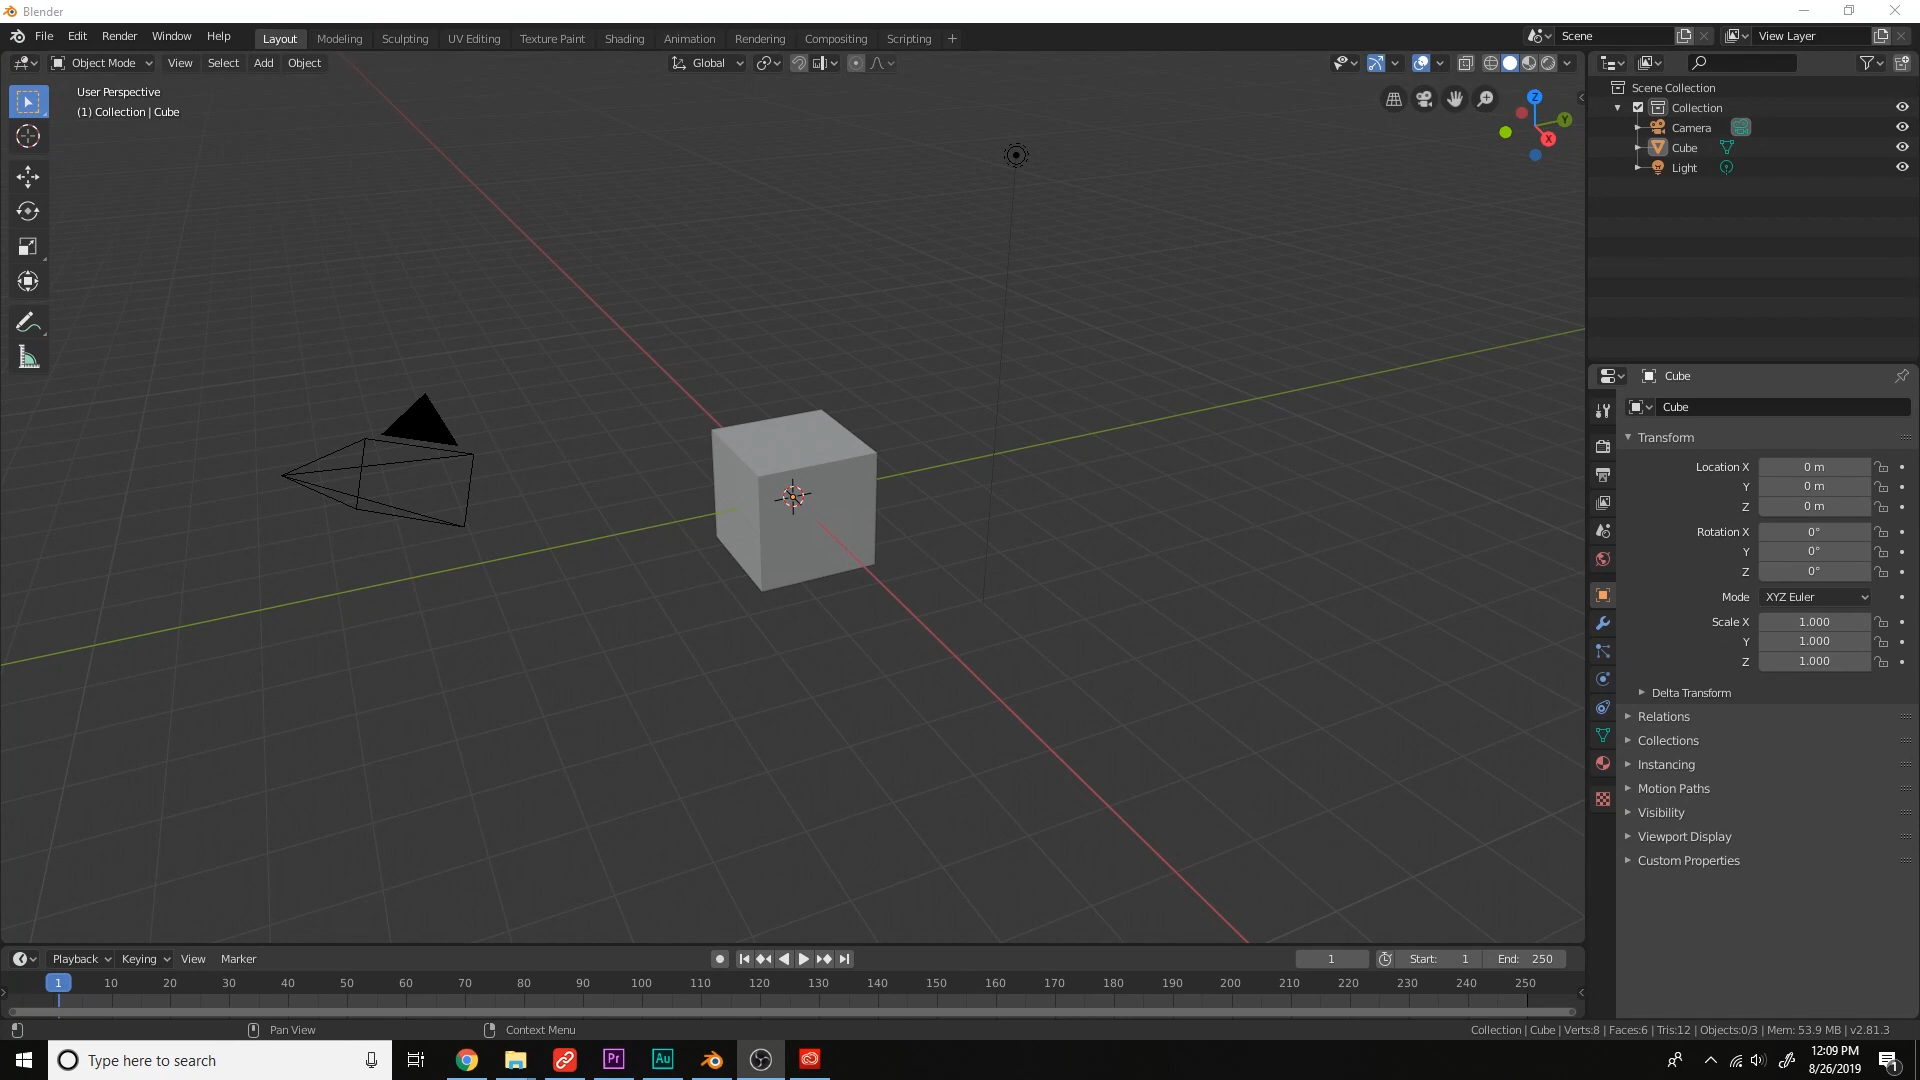 Blender
File Edit Render Window Help
Layout Modeling Sculpting UV Editing Texture Paint Shading Animation Rendering Compositing Scripting +
Scene
View Layer
Object Mode View Select Add Object
Global
User Perspective
(1) Collection | Cube
Z
Y
X
Scene Collection
Collection
Camera
Cube
Light
Cube
Cube
Transform
Location X 0 m
Y 0 m
Z 0 m
Rotation X 0°
Y 0°
Z 0°
Mode XYZ Euler
Scale X 1.000
Y 1.000
Z 1.000
Delta Transform
Relations
Collections
Instancing
Motion Paths
Visibility
Viewport Display
Custom Properties
Playback Keying View Marker
1 Start: 1 End: 250
1 10 20 30 40 50 60 70 80 90 100 110 120 130 140 150 160 170 180 190 200 210 220 230 240 250
Pan View
Context Menu
Collection | Cube | Verts:8 | Faces:6 | Tris:12 | Objects:0/3 | Mem: 53.9 MB | v2.81.3
Type here to search
Pr
Au
12:09 PM
8/26/2019
1